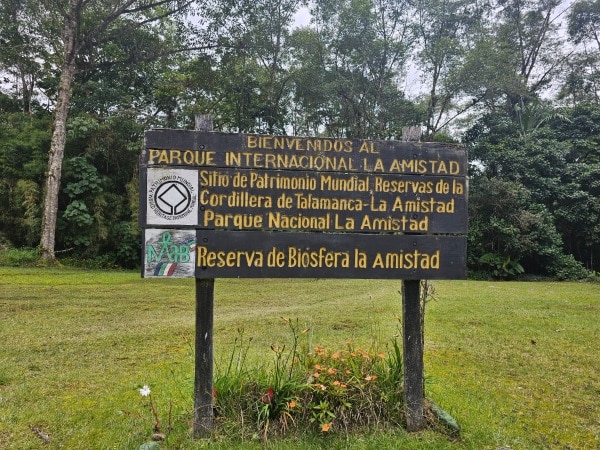 BIENVENIDOS AL
PARQUE INTERNACIONAL LA AMISTAD
Sitio de Patrimonio Mundial, Reservas de la
Cordillera de Talamanca - La Amistad
Parque Nacional La Amistad
MAB
Reserva de Biósfera la Amistad